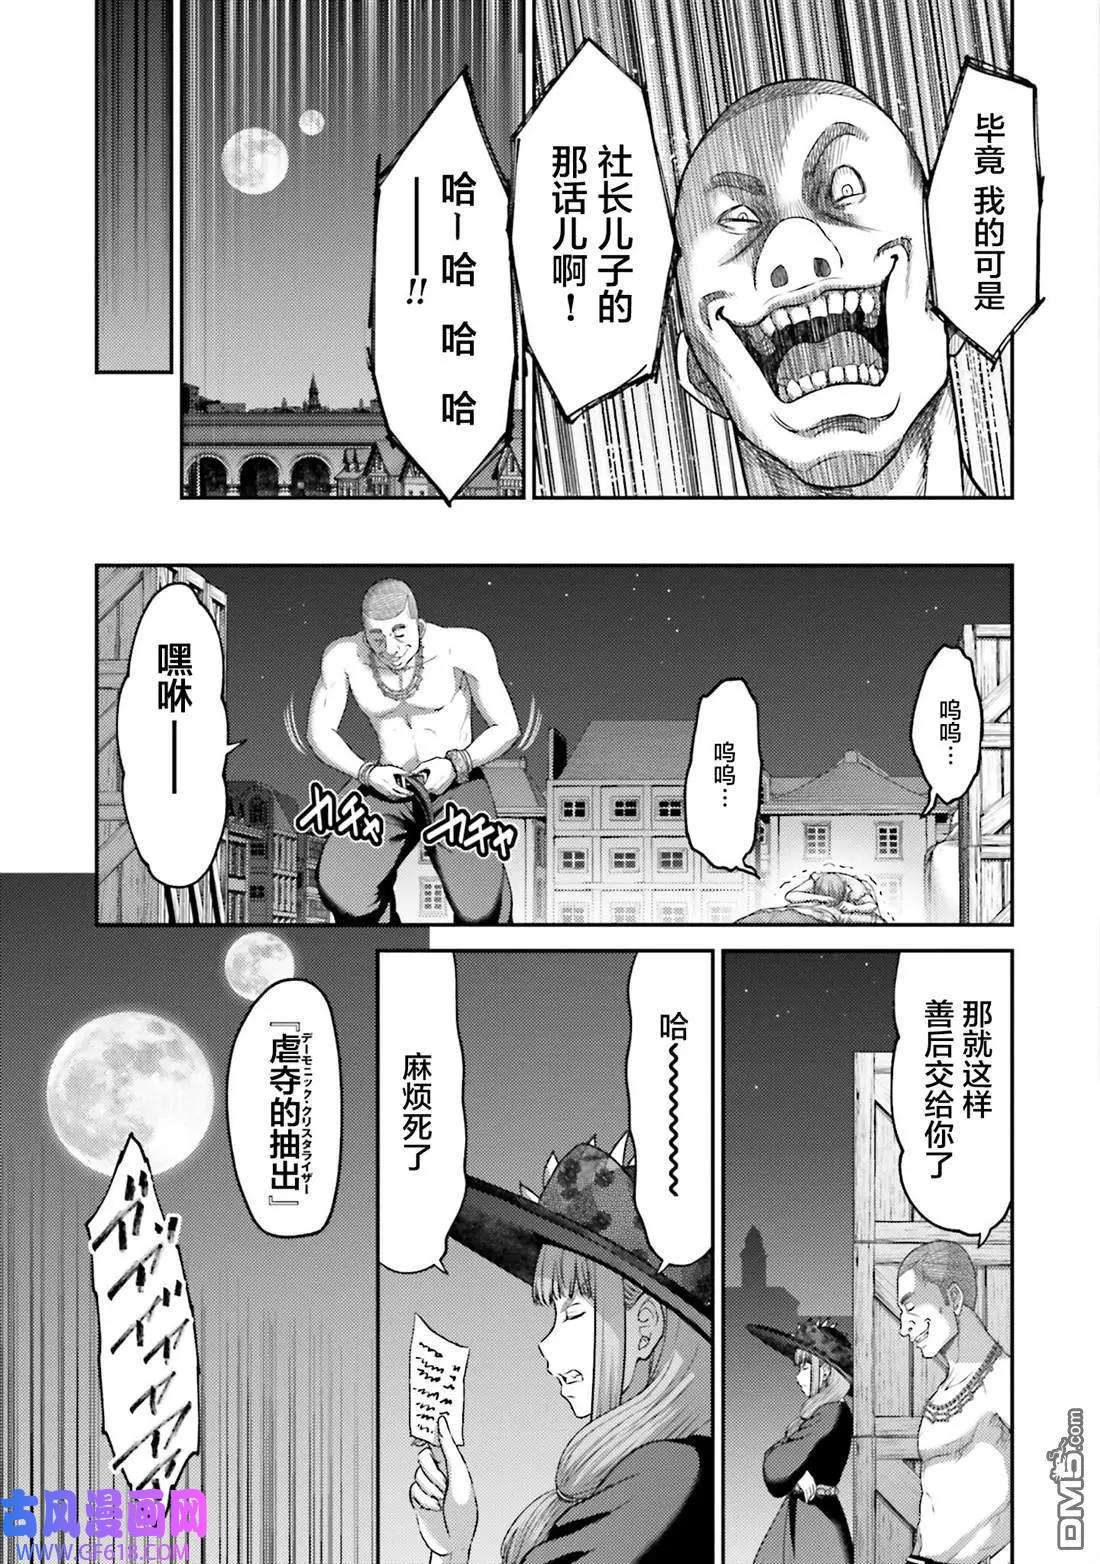 毕竟 我的可是
社长儿子的
那话儿啊！
哈ー哈 哈 哈
——!!
呜呜…
呜呜…
嘿咻——
カチャ
カチャ
那就这样
善后交给你了
哈～～～
麻烦死了
『虐夺的抽出』
デーモニック・クリスタライザー
古风漫画网
WWW.GF618.COM
DM5.com